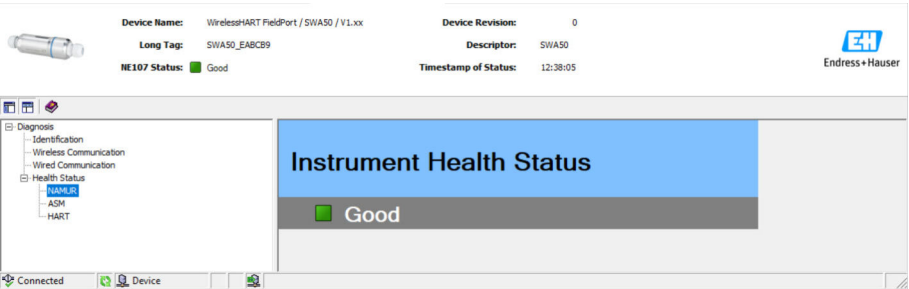 Device Name: WirelessHART FieldPort / SWA50 / V1.xx Device Revision: 0
Long Tag: SWA50_EABCB9 Descriptor: SWA50
NE107 Status: Good Timestamp of Status: 12:38:05
EH
Endress+Hauser
Diagnosis
Identification
Wireless Communication
Wired Communication
Health Status
NAMUR
ASM
HART
Instrument Health Status
Good
Connected Device